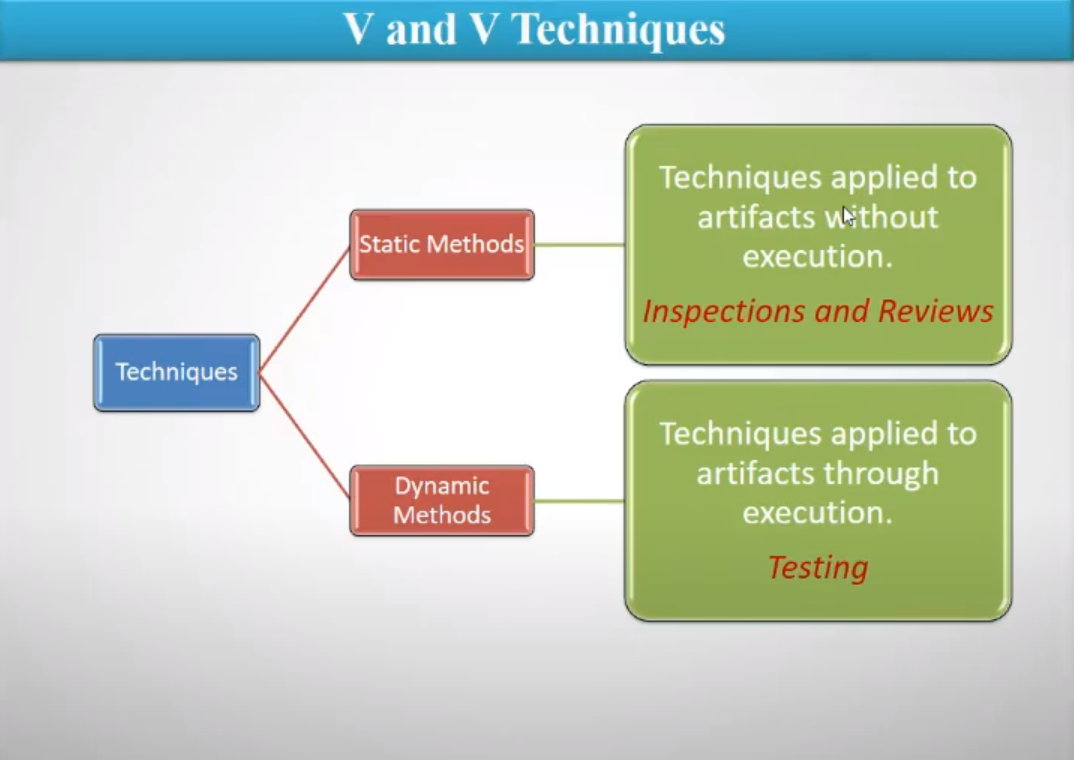 V and V Techniques
Techniques
Static Methods
Techniques applied to
artifacts without
execution.
Inspections and Reviews
Dynamic
Methods
Techniques applied to
artifacts through
execution.
Testing